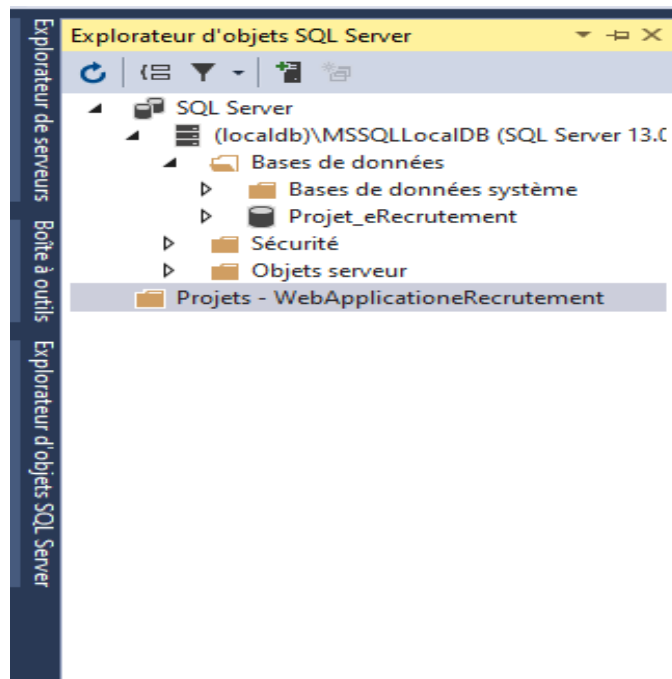 Explorateur d'objets SQL Server
SQL Server
(localdb)\MSSQLLocalDB (SQL Server 13.0
Bases de données
Bases de données système
Projet_eRecrutement
Sécurité
Objets serveur
Projets - WebApplicationeRecrutement
Explorateur de serveurs
Boîte à outils
Explorateur d'objets SQL Server